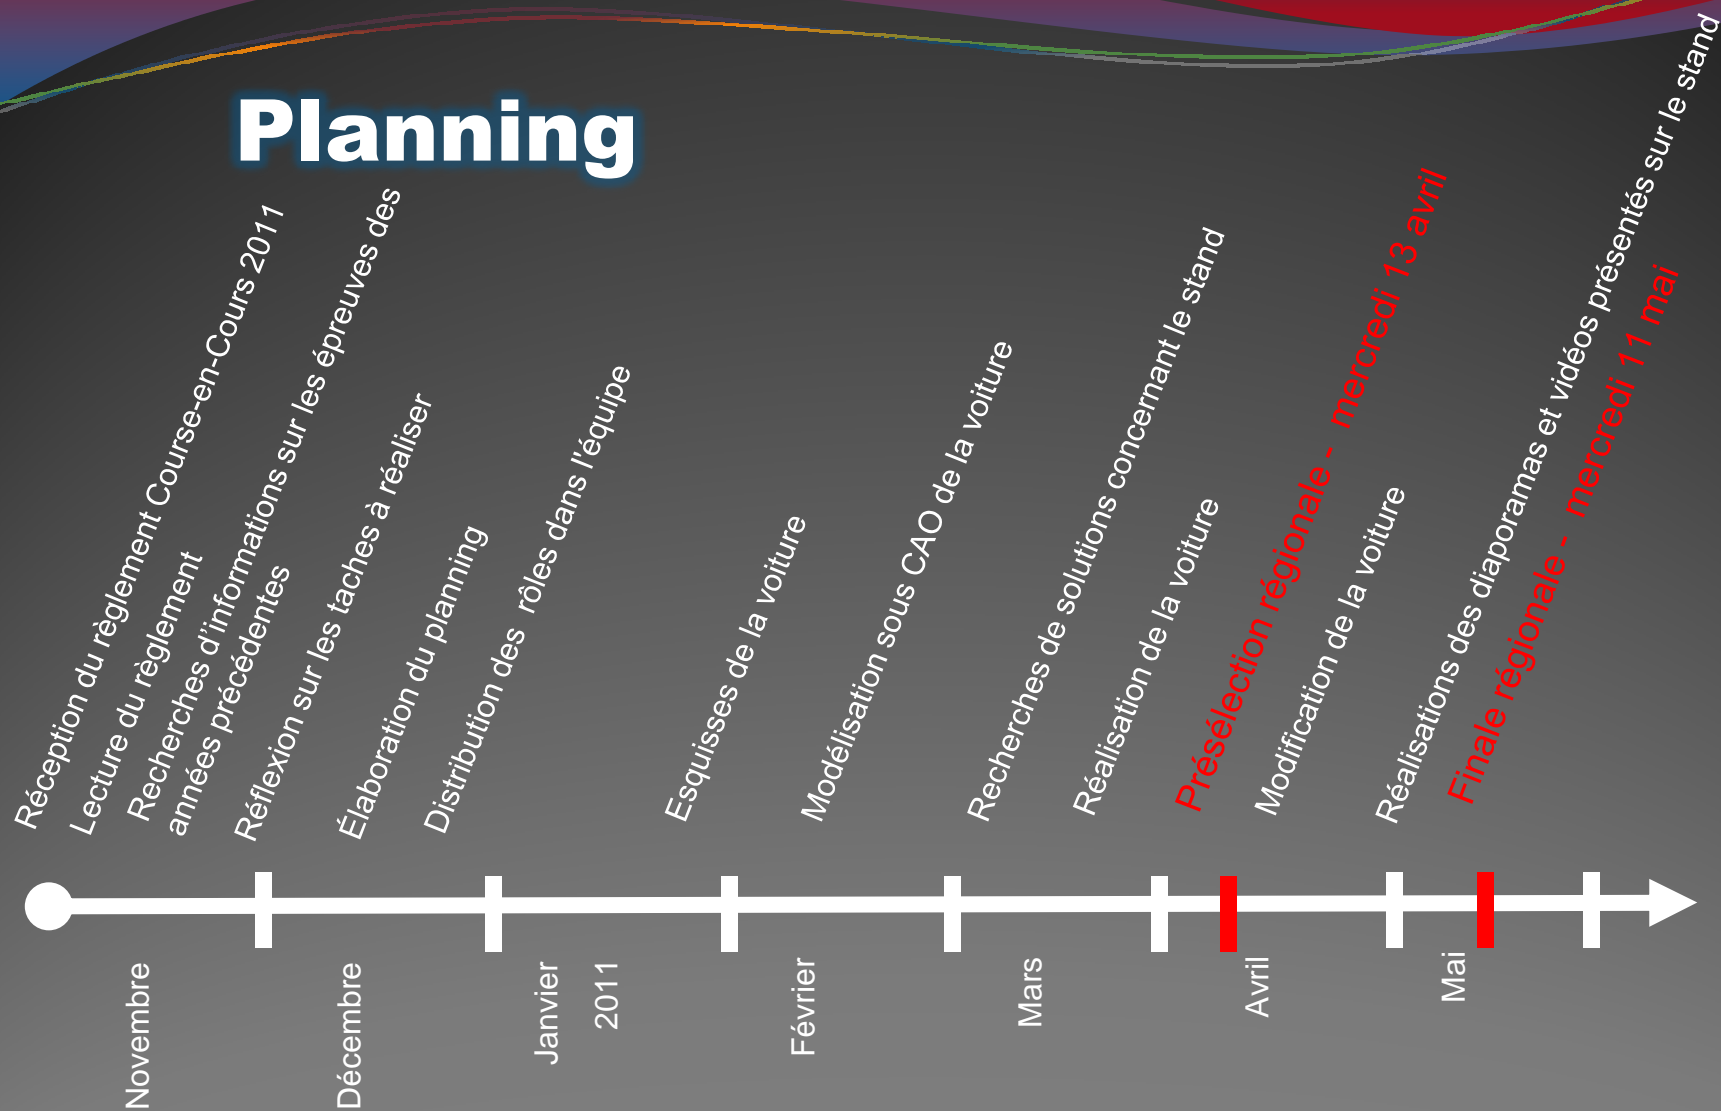 Planning
Réception du règlement Course-en-Cours 2011
Lecture du règlement
Recherches d'informations sur les épreuves des
années précédentes
Réflexion sur les taches à réaliser
Élaboration du planning
Distribution des rôles dans l'équipe
Esquisses de la voiture
Modélisation sous CAO de la voiture
Recherches de solutions concernant le stand
Réalisation de la voiture
Présélection régionale - mercredi 13 avril
Modification de la voiture
Réalisations des diaporamas et vidéos présentés sur le stand
Finale régionale - mercredi 11 mai
Novembre
Décembre
Janvier
2011
Février
Mars
Avril
Mai